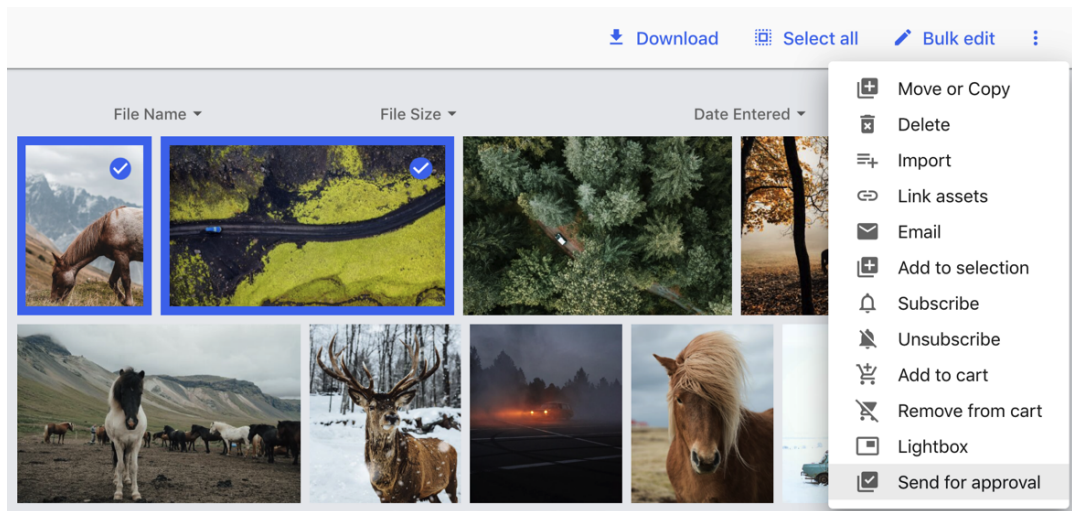 Download
Select all
Bulk edit
File Name
File Size
Date Entered
Move or Copy
Delete
Import
Link assets
Email
Add to selection
Subscribe
Unsubscribe
Add to cart
Remove from cart
Lightbox
Send for approval